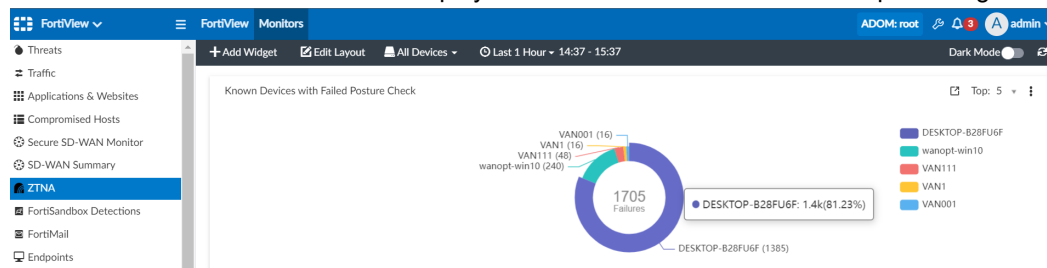 FortiView
FortiView Monitors
ADOM: root 3 A admin
Threats
Traffic
Applications & Websites
Compromised Hosts
Secure SD-WAN Monitor
SD-WAN Summary
ZTNA
FortiSandbox Detections
FortiMail
Endpoints
+ Add Widget Edit Layout All Devices Last 1 Hour 14:37 - 15:37 Dark Mode
Known Devices with Failed Posture Check Top: 5
VAN001 (16)
VAN1 (16)
VAN111 (48)
wanopt-win10 (240)
1705
Failures
DESKTOP-B28FU6F: 1.4k(81.23%)
DESKTOP-B28FU6F (1385)
DESKTOP-B28FU6F
wanopt-win10
VAN111
VAN1
VAN001